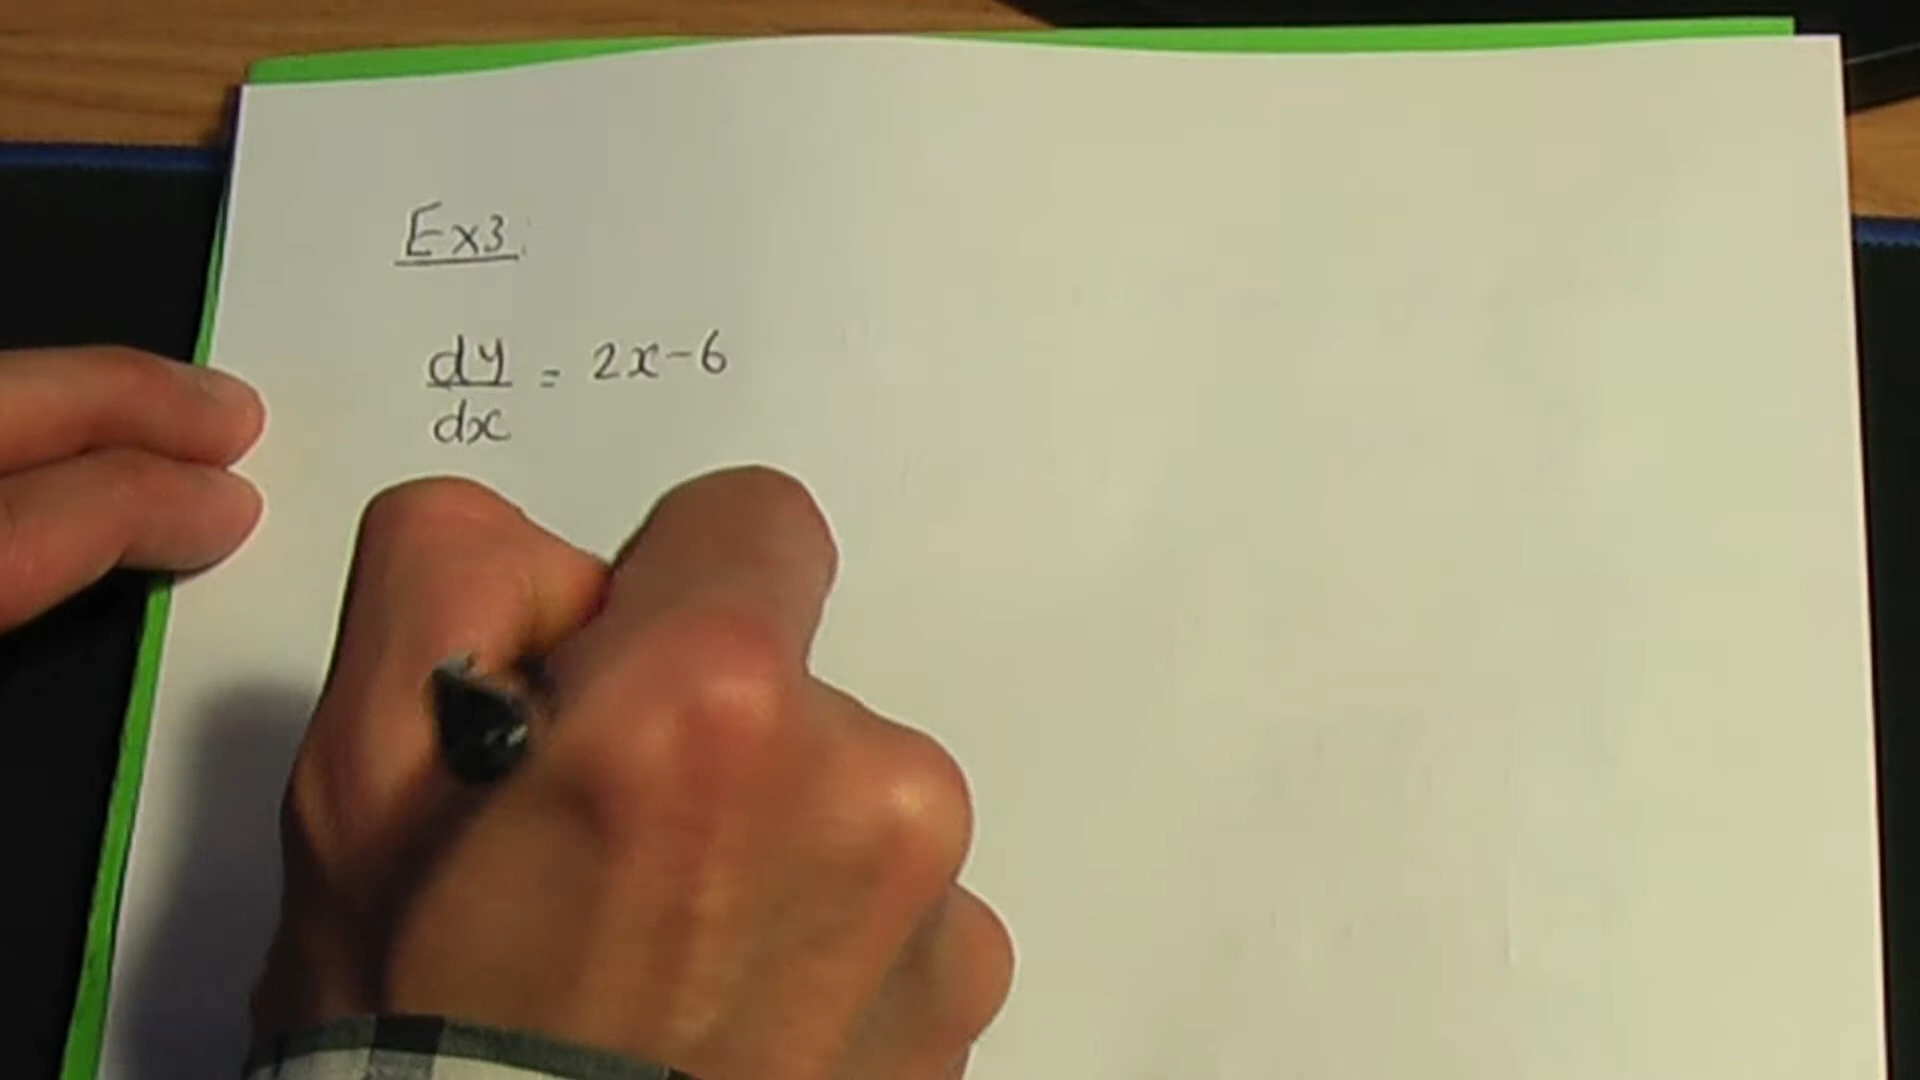 Ex3:
dy/dx = 2x-6